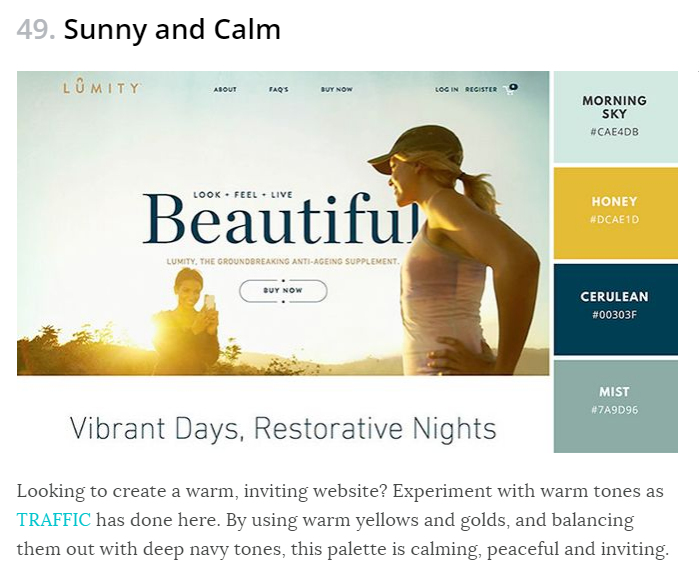 49. Sunny and Calm
LÛMITY
ABOUT FAQ'S BUY NOW LOG IN REGISTER 0
LOOK • FEEL • LIVE
Beautiful
LUMITY, THE GROUNDBREAKING ANTI-AGEING SUPPLEMENT.
BUY NOW
Vibrant Days, Restorative Nights
MORNING
SKY
#CAE4DB
HONEY
#DCAE1D
CERULEAN
#00303F
MIST
#7A9D96
Looking to create a warm, inviting website? Experiment with warm tones as
TRAFFIC has done here. By using warm yellows and golds, and balancing
them out with deep navy tones, this palette is calming, peaceful and inviting.